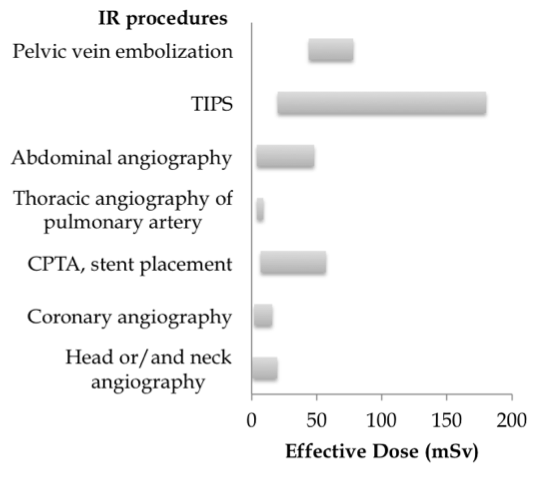 IR procedures
Pelvic vein embolization
TIPS
Abdominal angiography
Thoracic angiography of
pulmonary artery
CPTA, stent placement
Coronary angiography
Head or/and neck
angiography
0 50 100 150 200
Effective Dose (mSv)